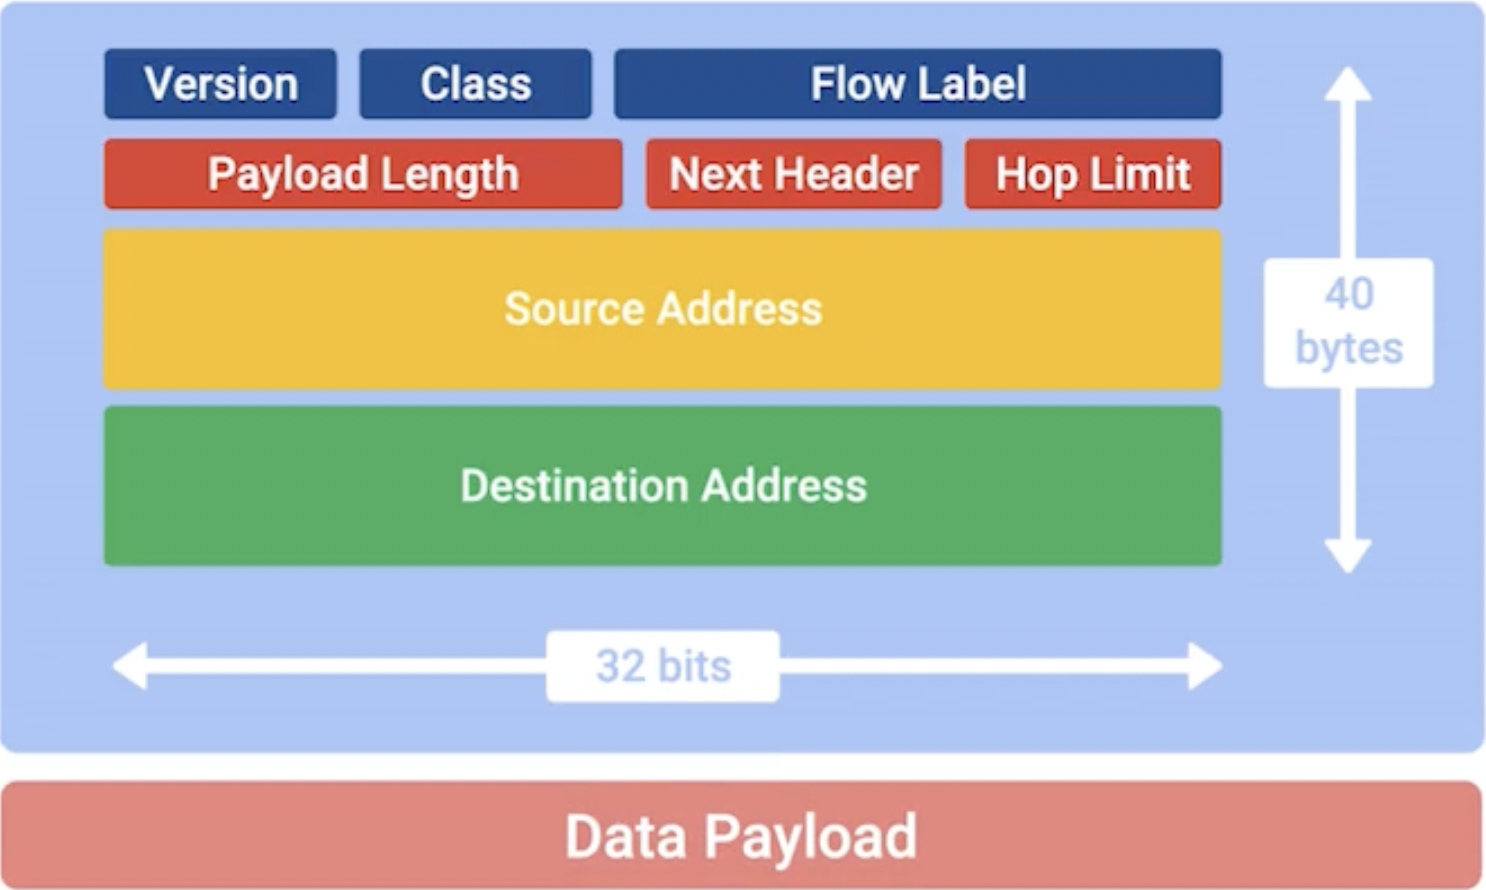 Version Class Flow Label
Payload Length Next Header Hop Limit
Source Address
40
bytes
Destination Address
32 bits
Data Payload